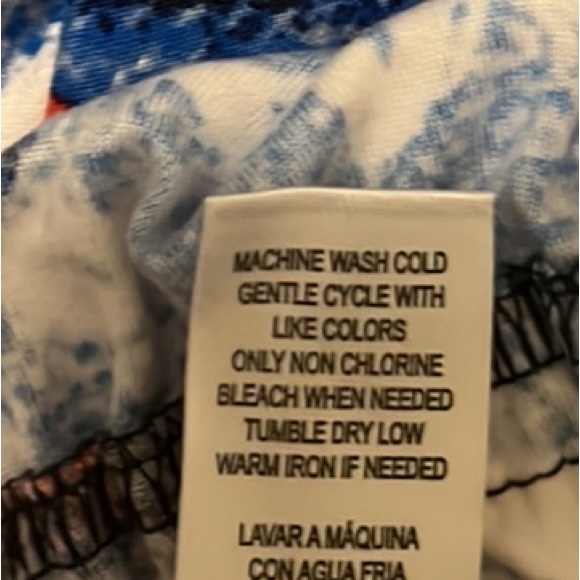 MACHINE WASH COLD
GENTLE CYCLE WITH
LIKE COLORS
ONLY NON CHLORINE
BLEACH WHEN NEEDED
TUMBLE DRY LOW
WARM IRON IF NEEDED
LAVAR A MÁQUINA
CON AGUA FRIA